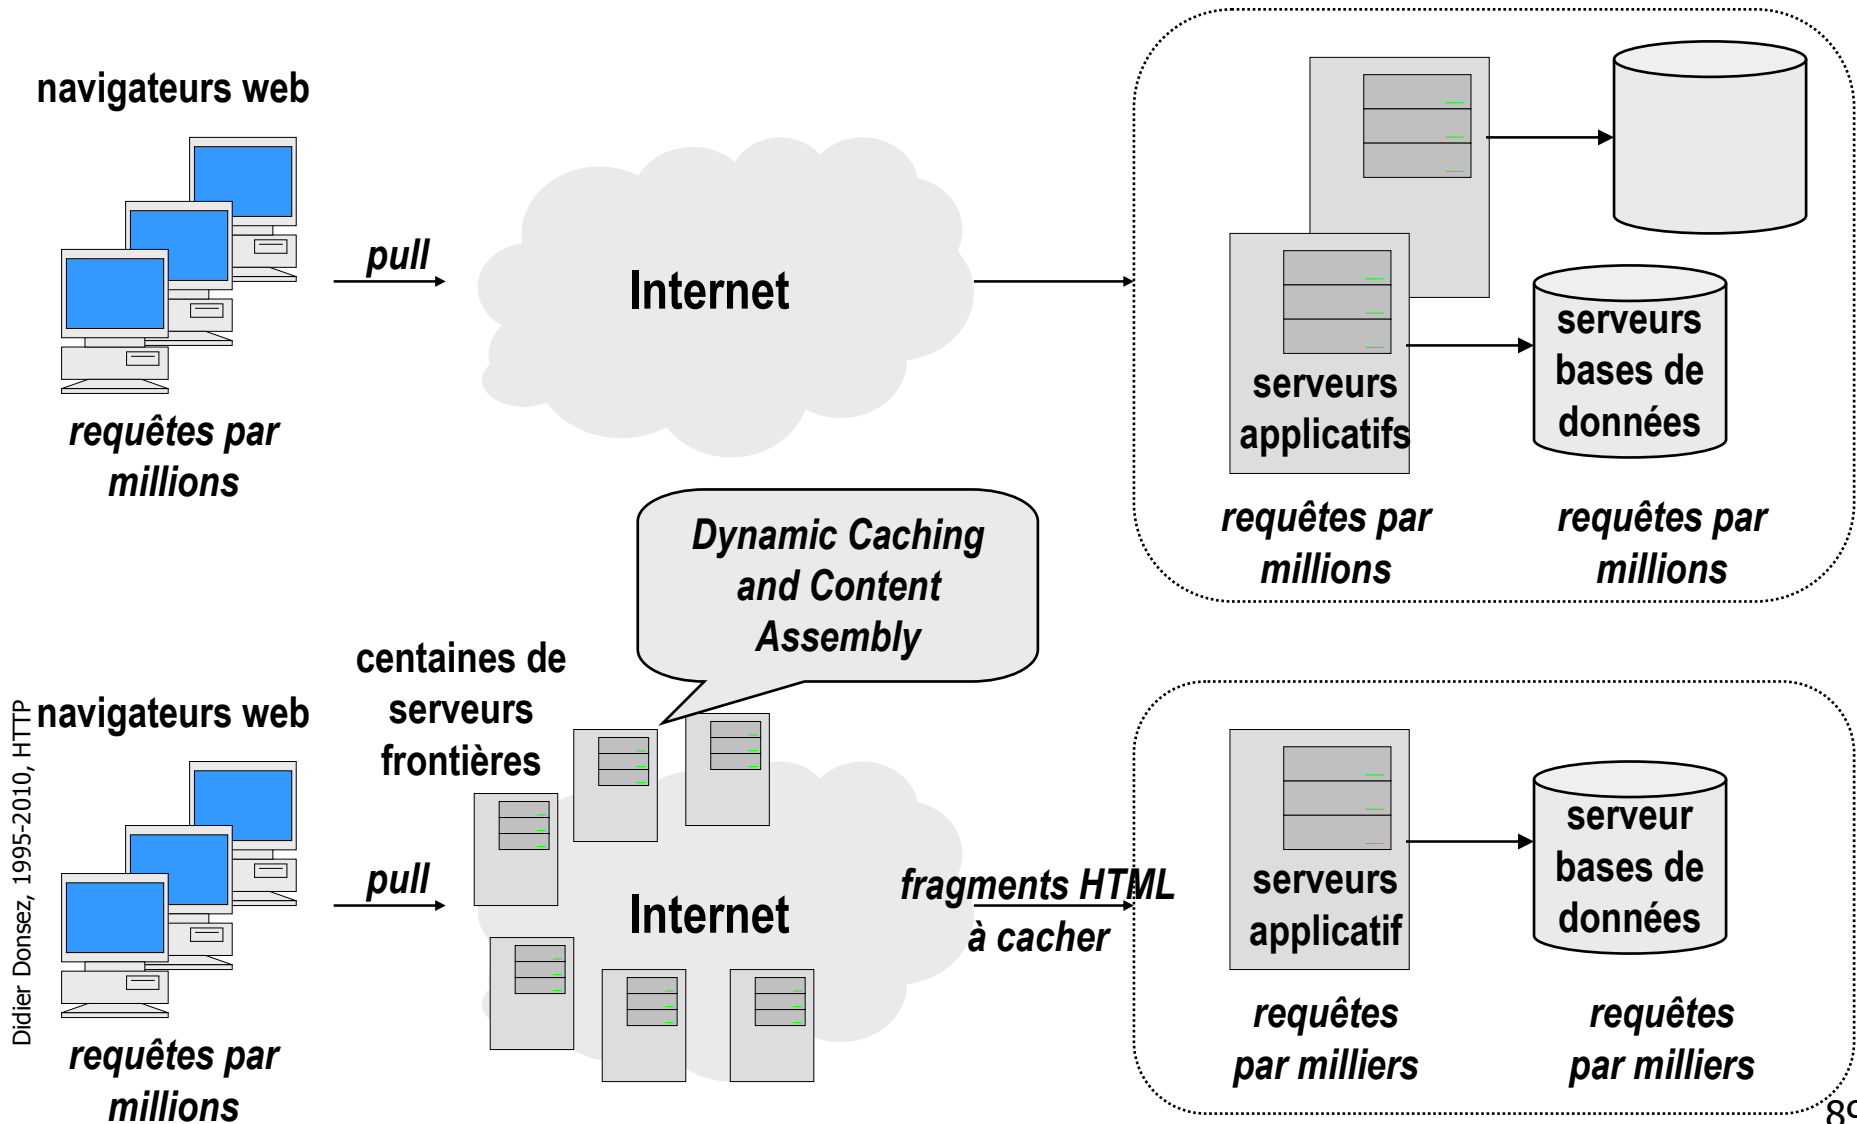 navigateurs web
pull
Internet
requêtes par
millions
serveurs
applicatifs
serveurs
bases de
données
requêtes par
millions
requêtes par
millions
Dynamic Caching
and Content
Assembly
centaines de
serveurs
frontières
navigateurs web
pull
Internet
fragments HTML
à cacher
requêtes par
millions
serveurs
applicatif
serveur
bases de
données
requêtes
par milliers
requêtes
par milliers
Didier Donsez, 1995-2010, HTTP